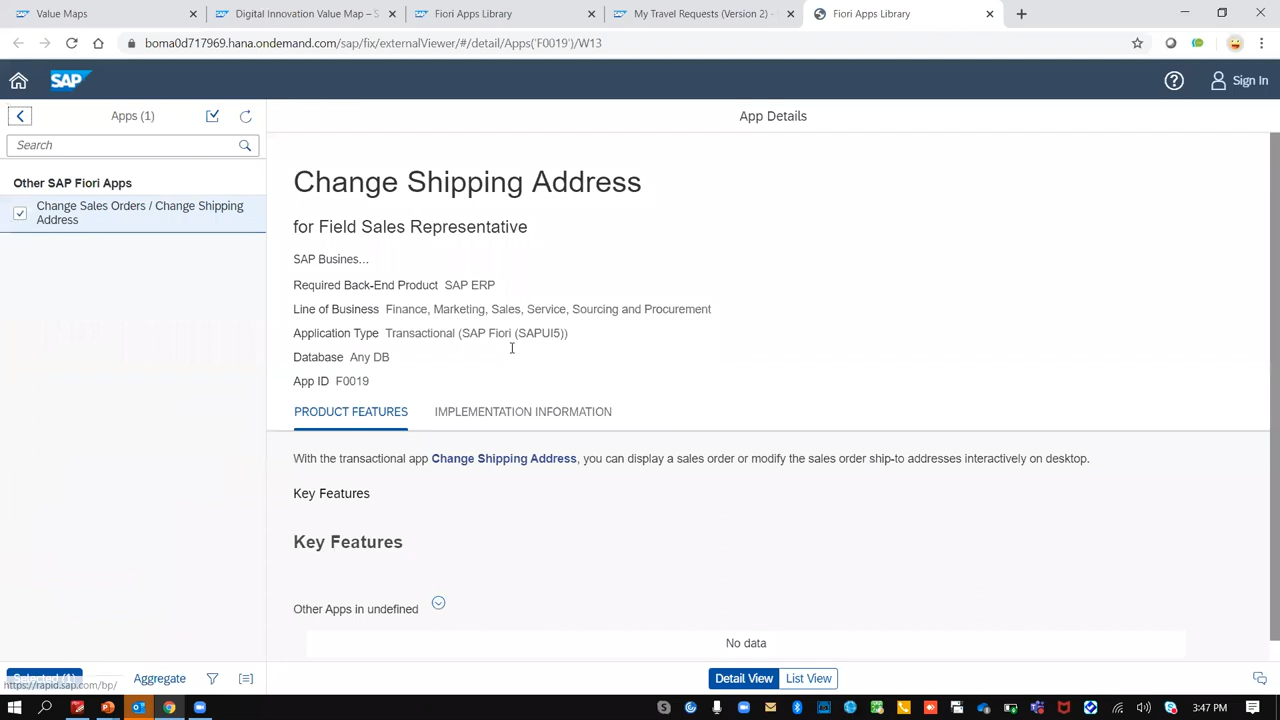 Value Maps
Digital Innovation Value Map – S
Fiori Apps Library
My Travel Requests (Version 2) -
Fiori Apps Library
boma0d717969.hana.ondemand.com/sap/fix/externalViewer/#/detail/Apps('F0019')/W13
SAP
Sign In
Apps (1)
App Details
Search
Other SAP Fiori Apps
Change Sales Orders / Change Shipping
Address
Change Shipping Address
for Field Sales Representative
SAP Busines...
Required Back-End Product SAP ERP
Line of Business Finance, Marketing, Sales, Service, Sourcing and Procurement
Application Type Transactional (SAP Fiori (SAPUI5))
Database Any DB
App ID F0019
PRODUCT FEATURES IMPLEMENTATION INFORMATION
With the transactional app Change Shipping Address, you can display a sales order or modify the sales order ship-to addresses interactively on desktop.
Key Features
Key Features
Other Apps in undefined
No data
Selected (1)
Aggregate
Detail View
List View
https://rapid.sap.com/bp/
3:47 PM